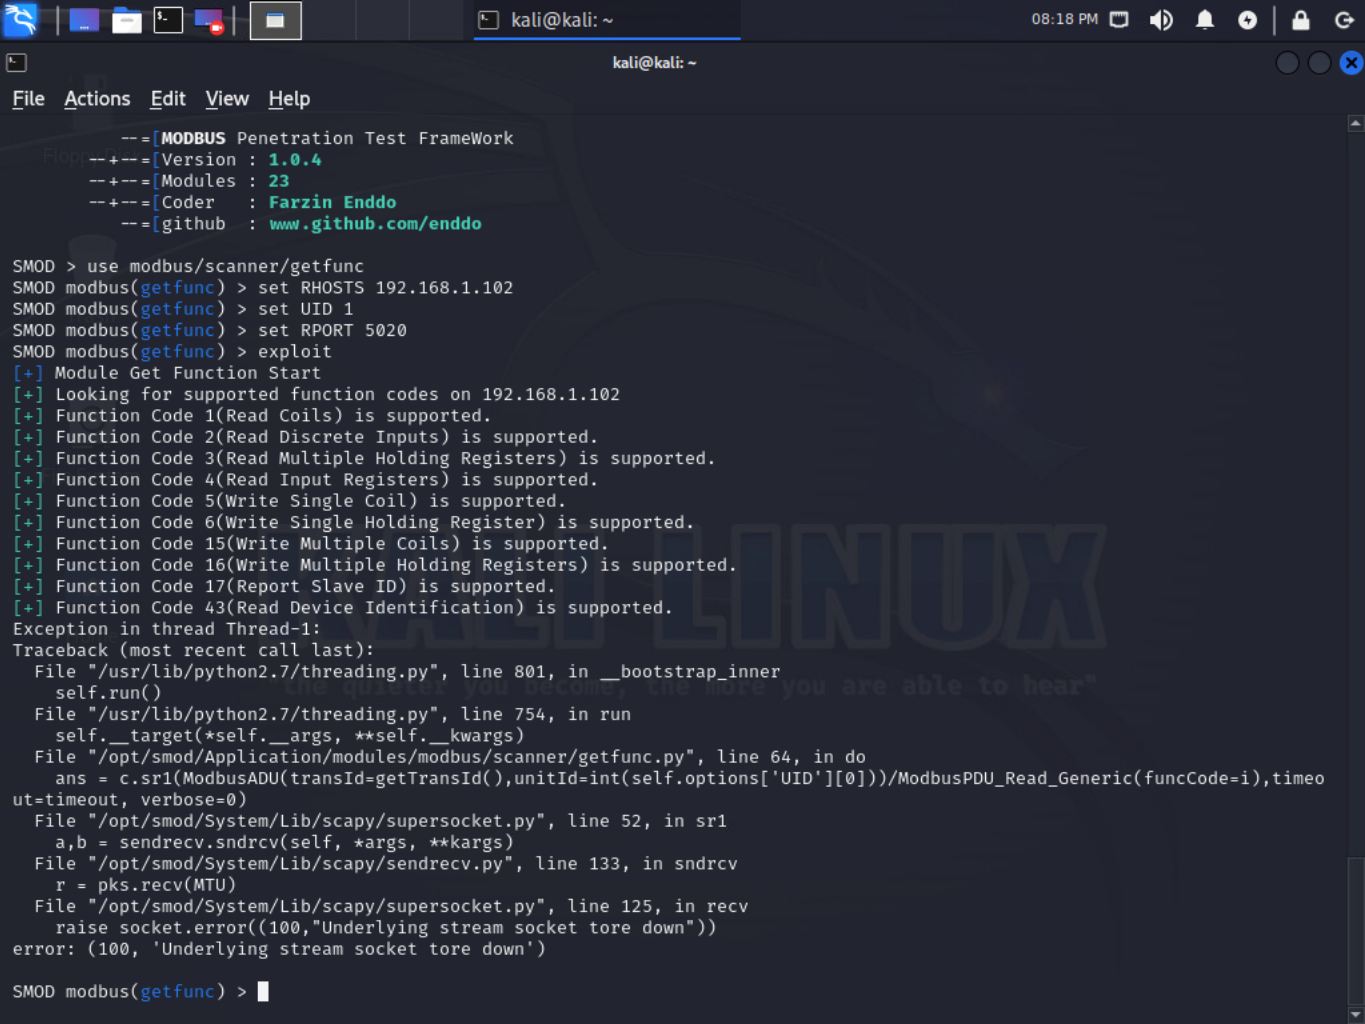 kali@kali: ~
08:18 PM
kali@kali: ~
File Actions Edit View Help
--=[MODBUS Penetration Test FrameWork
--+--=[Version : 1.0.4
--+--=[Modules : 23
--+--=[Coder : Farzin Enddo
--=[github : www.github.com/enddo
SMOD > use modbus/scanner/getfunc
SMOD modbus(getfunc) > set RHOSTS 192.168.1.102
SMOD modbus(getfunc) > set UID 1
SMOD modbus(getfunc) > set RPORT 5020
SMOD modbus(getfunc) > exploit
[+] Module Get Function Start
[+] Looking for supported function codes on 192.168.1.102
[+] Function Code 1(Read Coils) is supported.
[+] Function Code 2(Read Discrete Inputs) is supported.
[+] Function Code 3(Read Multiple Holding Registers) is supported.
[+] Function Code 4(Read Input Registers) is supported.
[+] Function Code 5(Write Single Coil) is supported.
[+] Function Code 6(Write Single Holding Register) is supported.
[+] Function Code 15(Write Multiple Coils) is supported.
[+] Function Code 16(Write Multiple Holding Registers) is supported.
[+] Function Code 17(Report Slave ID) is supported.
[+] Function Code 43(Read Device Identification) is supported.
Exception in thread Thread-1:
Traceback (most recent call last):
File "/usr/lib/python2.7/threading.py", line 801, in __bootstrap_inner
self.run()
File "/usr/lib/python2.7/threading.py", line 754, in run
self.__target(*self.__args, **self.__kwargs)
File "/opt/smod/Application/modules/modbus/scanner/getfunc.py", line 64, in do
ans = c.sr1(ModbusADU(transId=getTransId(),unitId=int(self.options['UID'][0]))/ModbusPDU_Read_Generic(funcCode=i),timeo
ut=timeout, verbose=0)
File "/opt/smod/System/Lib/scapy/supersocket.py", line 52, in sr1
a,b = sendrecv.sndrcv(self, *args, **kargs)
File "/opt/smod/System/Lib/scapy/sendrecv.py", line 133, in sndrcv
r = pks.recv(MTU)
File "/opt/smod/System/Lib/scapy/supersocket.py", line 125, in recv
raise socket.error((100,"Underlying stream socket tore down"))
error: (100, 'Underlying stream socket tore down')
SMOD modbus(getfunc) >
KALI LINUX
"the quieter you become, the more you are able to hear"